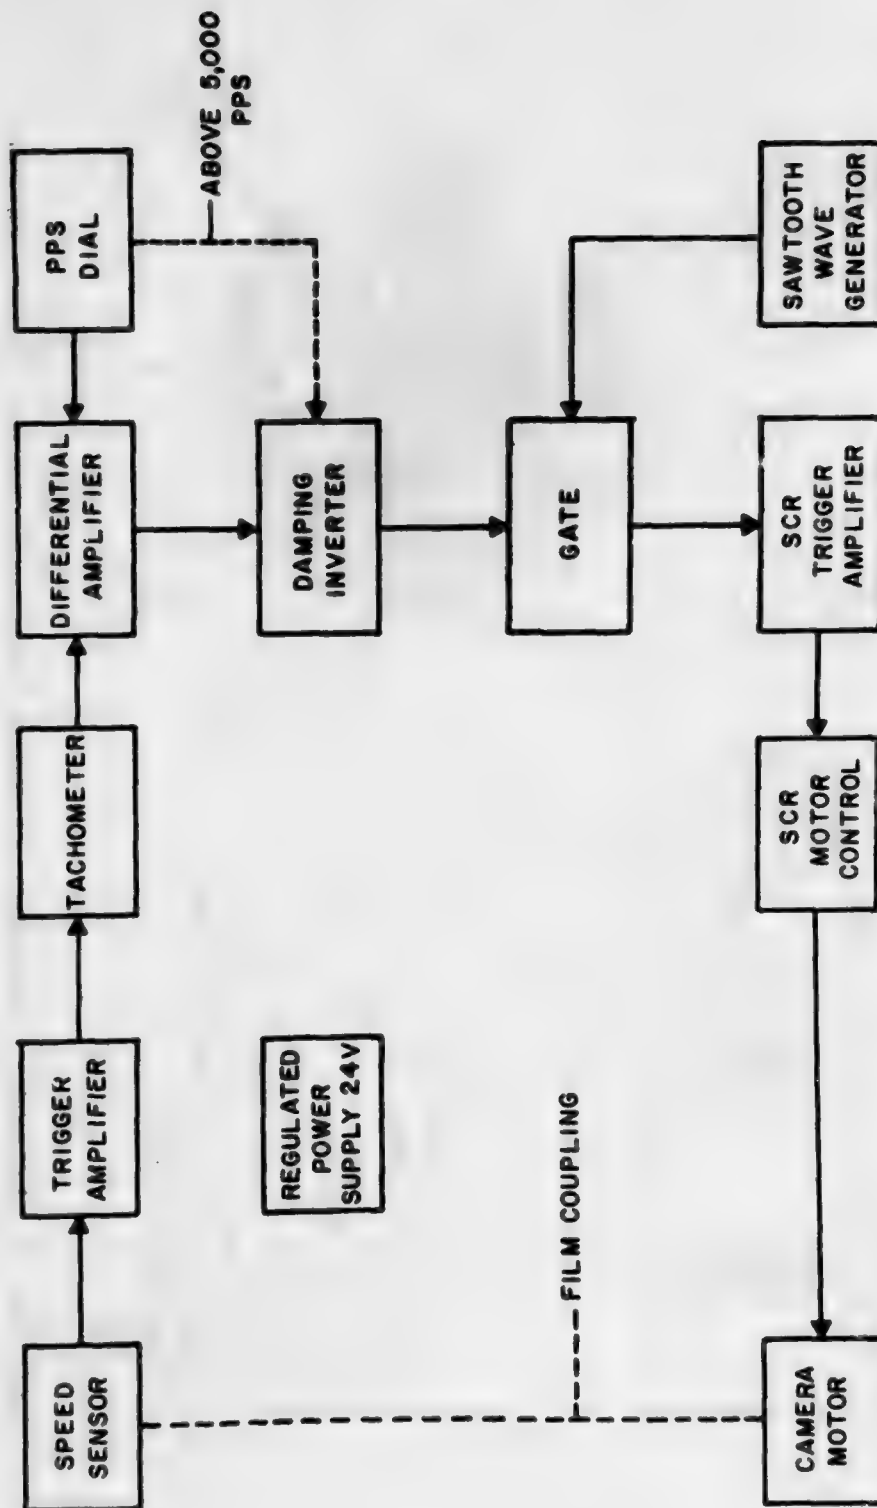 SPEED
SENSOR
TRIGGER
AMPLIFIER
TACHOMETER
DIFFERENTIAL
AMPLIFIER
PPS
DIAL
ABOVE 5,000
PPS
REGULATED
POWER
SUPPLY 24V
DAMPING
INVERTER
FILM COUPLING
GATE
CAMERA
MOTOR
SCR
MOTOR
CONTROL
SCR
TRIGGER
AMPLIFIER
SAWTOOTH
WAVE
GENERATOR